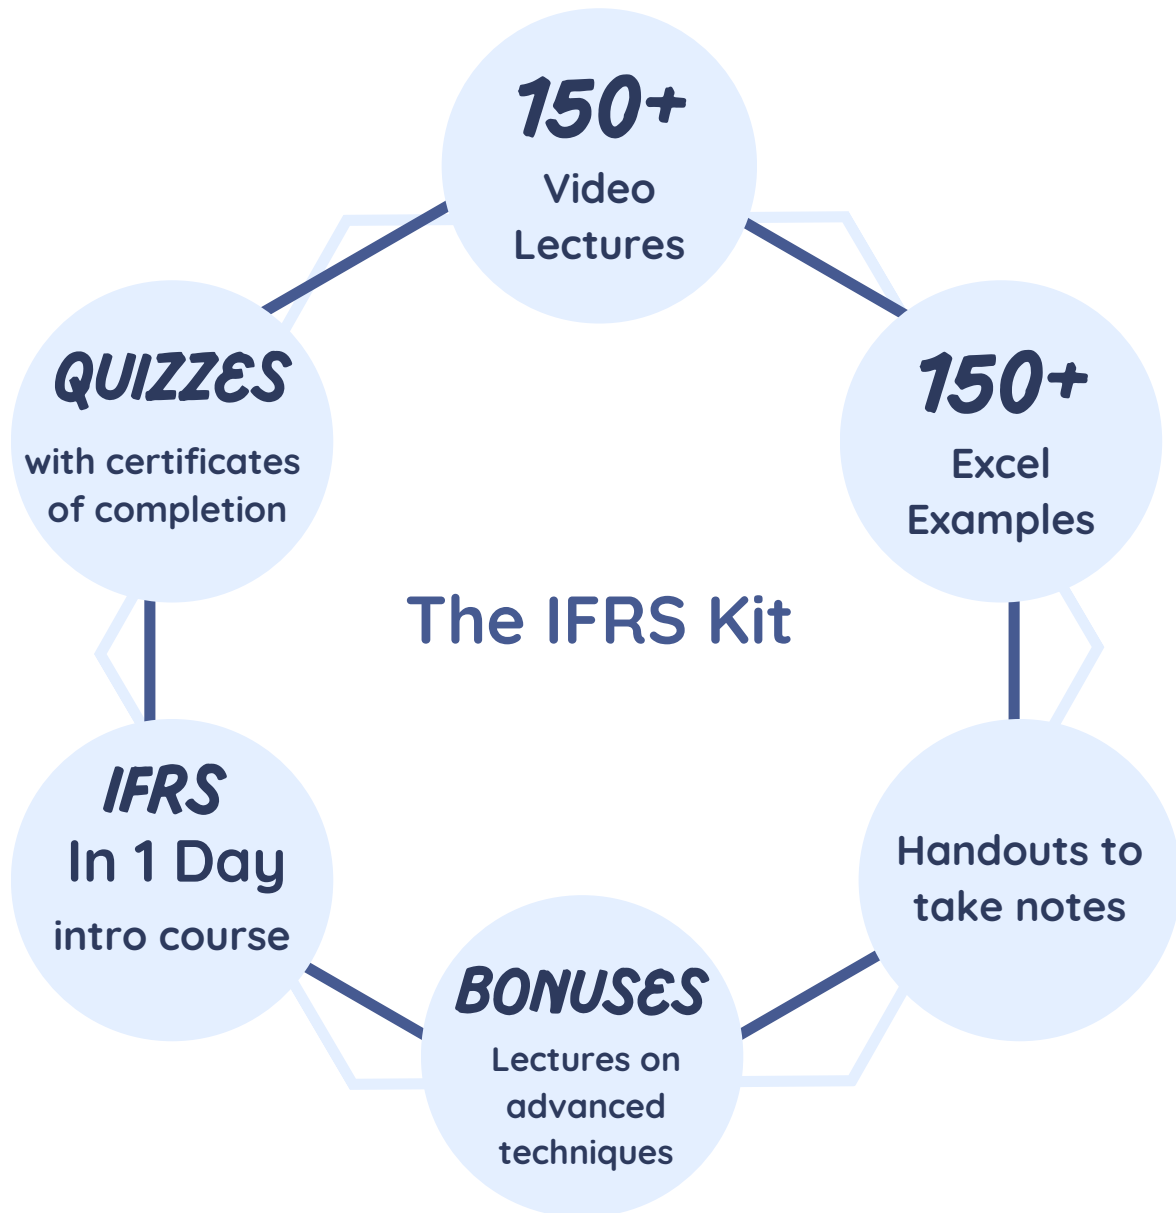 150+
Video
Lectures
QUIZZES
with certificates
of completion
150+
Excel
Examples
The IFRS Kit
IFRS
In 1 Day
intro course
Handouts to
take notes
BONUSES
Lectures on
advanced
techniques